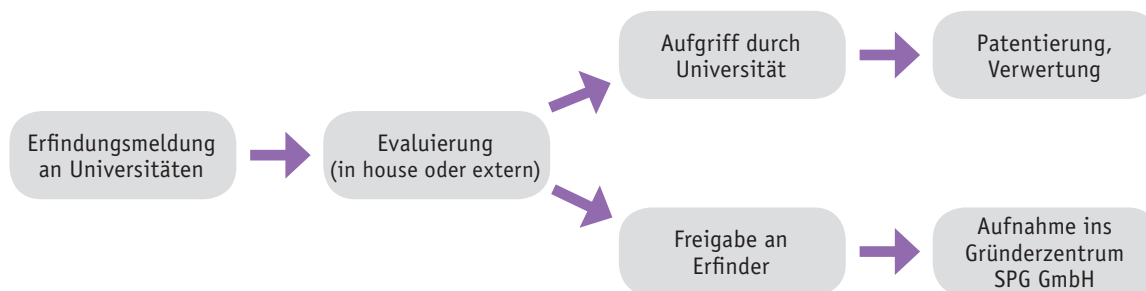 Erfindungsmeldung
an Universitäten
Evaluierung
(in house oder extern)
Aufgriff durch
Universität
Patentierung,
Verwertung
Freigabe an
Erfinder
Aufnahme ins
Gründerzentrum
SPG GmbH